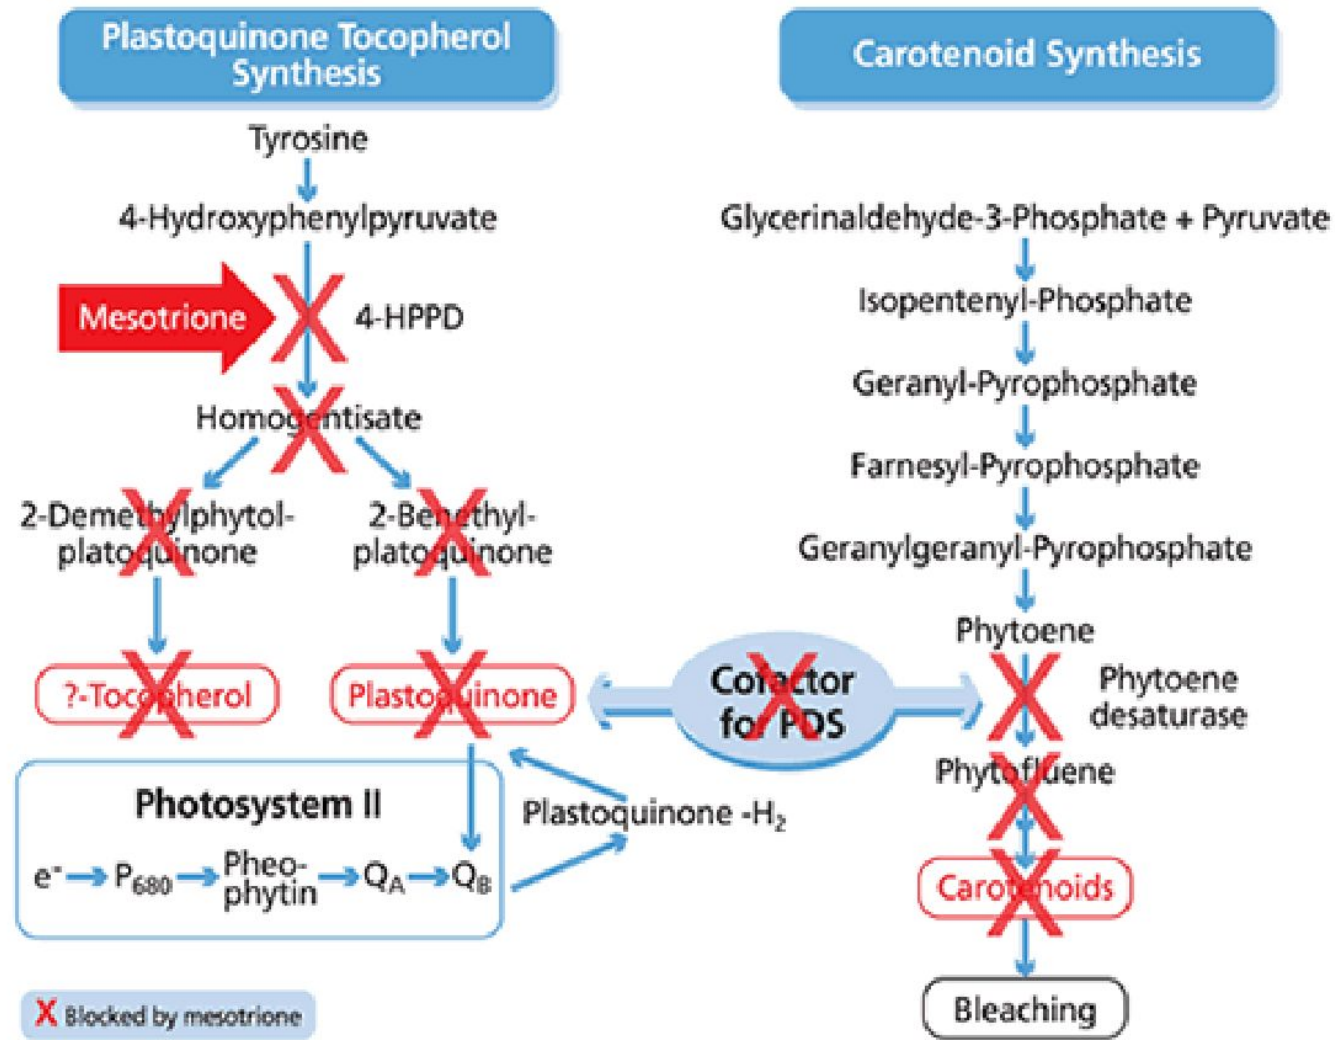 Plastoquinone Tocopherol
Synthesis
Carotenoid Synthesis
Tyrosine
4-Hydroxyphenylpyruvate
Mesotrione
4-HPPD
Homogentisate
2-Demethylphytol-
platoquinone
2-Benethyl-
platoquinone
?-Tocopherol
Plastoquinone
Cofactor
for PDS
Photosystem II
e- P680 Pheo-
phytin QA QB
Plastoquinone -H2
X Blocked by mesotrione
Glycerinaldehyde-3-Phosphate + Pyruvate
Isopentenyl-Phosphate
Geranyl-Pyrophosphate
Farnesyl-Pyrophosphate
Geranylgeranyl-Pyrophosphate
Phytoene
Phytoene
desaturase
Phytofluene
Carotenoids
Bleaching